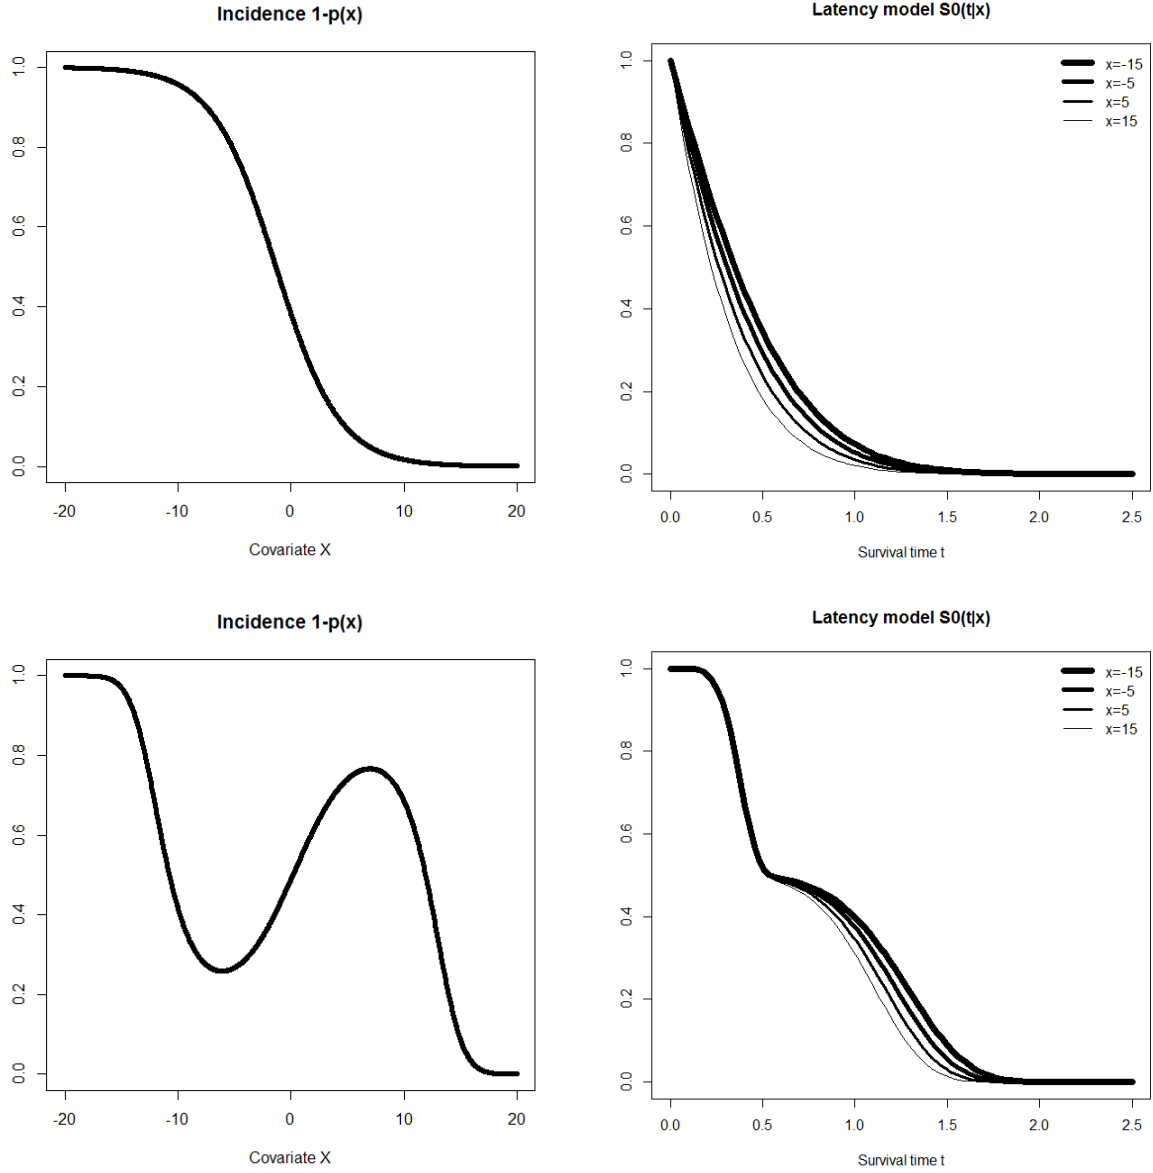 Incidence 1-p(x)
1.0
0.8
0.6
0.4
0.2
0.0
-20 -10 0 10 20
Covariate X
Latency model S0(t|x)
x=-15
x=-5
x=5
x=15
1.0
0.8
0.6
0.4
0.2
0.0
0.0 0.5 1.0 1.5 2.0 2.5
Survival time t
Incidence 1-p(x)
1.0
0.8
0.6
0.4
0.2
0.0
-20 -10 0 10 20
Covariate X
Latency model S0(t|x)
x=-15
x=-5
x=5
x=15
1.0
0.8
0.6
0.4
0.2
0.0
0.0 0.5 1.0 1.5 2.0 2.5
Survival time t